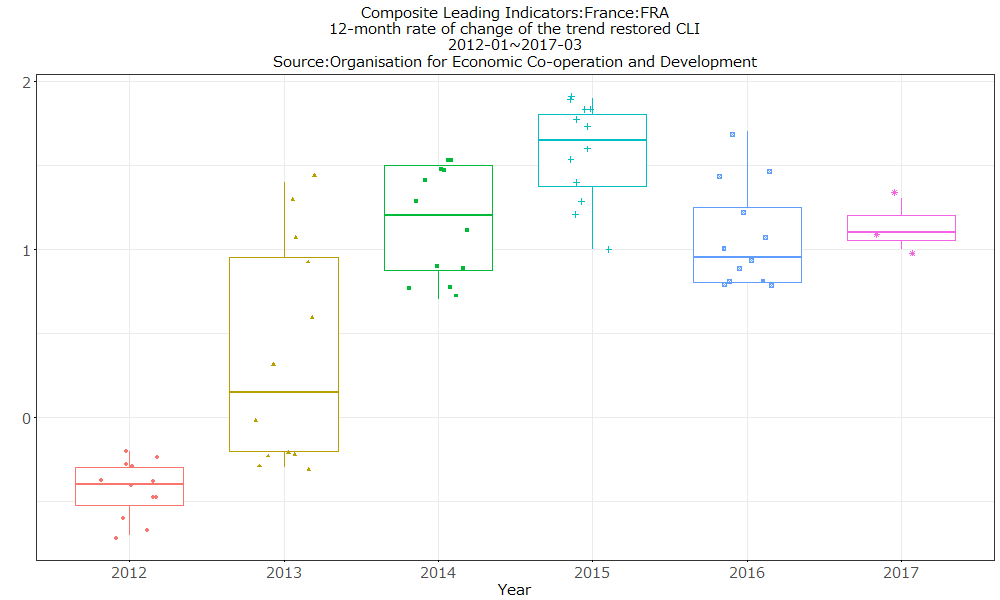 Composite Leading Indicators:France:FRA
12-month rate of change of the trend restored CLI
2012-01~2017-03
Source:Organisation for Economic Co-operation and Development
2
1
0
2012 2013 2014 2015 2016 2017
Year